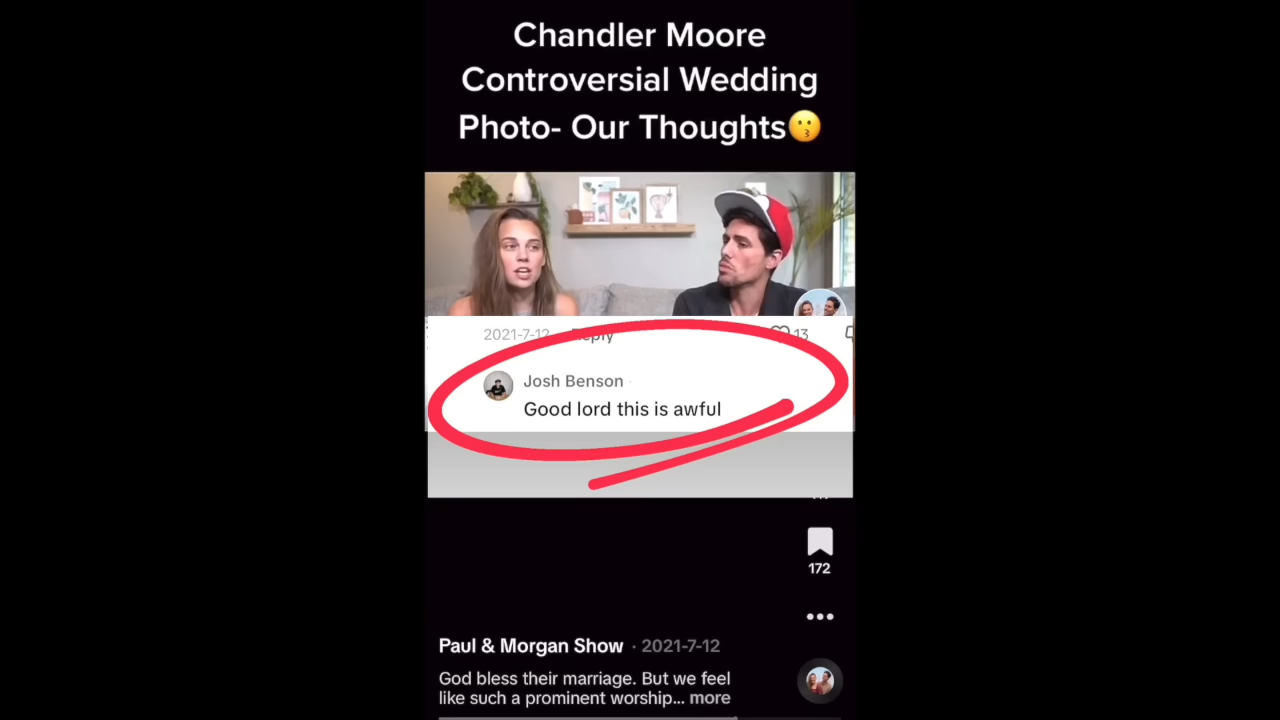 Chandler Moore
Controversial Wedding
Photo- Our Thoughts😗
2021-7-12 Reply 13
Josh Benson
Good lord this is awful
172
Paul & Morgan Show · 2021-7-12
God bless their marriage. But we feel
like such a prominent worship... more